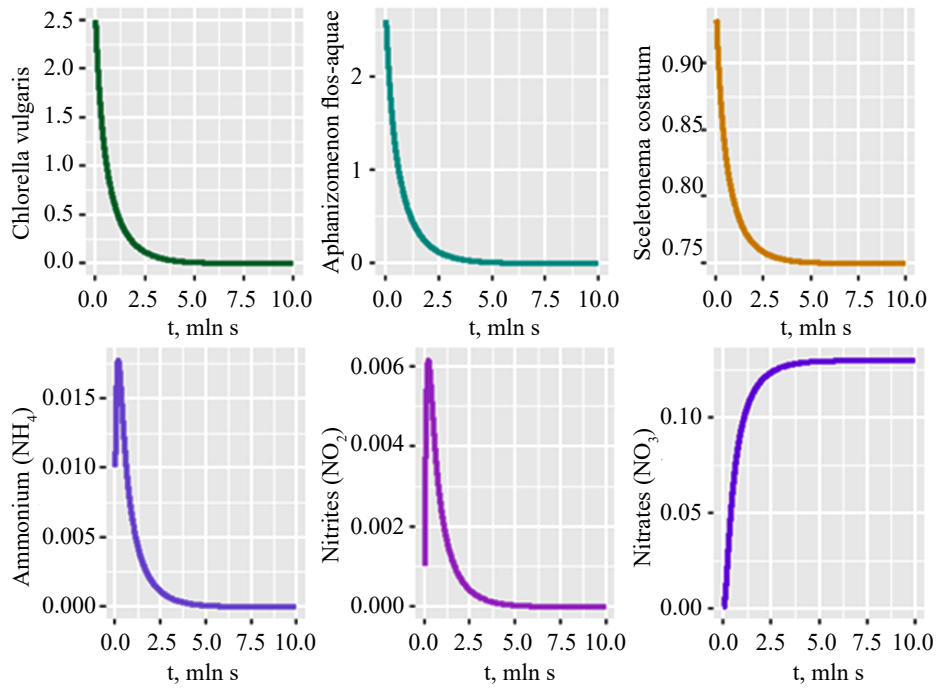 Chlorella vulgaris
2.5
2.0
1.5
1.0
0.5
0.0
0.0 2.5 5.0 7.5 10.0
t, mln s
Aphanizomenon flos-aquae
2
1
0
0.0 2.5 5.0 7.5 10.0
t, mln s
Sceletonema costatum
0.90
0.85
0.80
0.75
0.0 2.5 5.0 7.5 10.0
t, mln s
Ammonium (NH₄)
0.015
0.010
0.005
0.000
0.0 2.5 5.0 7.5 10.0
t, mln s
Nitrites (NO₂)
0.006
0.004
0.002
0.000
0.0 2.5 5.0 7.5 10.0
t, mln s
Nitrates (NO₃)
0.10
0.05
0.00
0.0 2.5 5.0 7.5 10.0
t, mln s